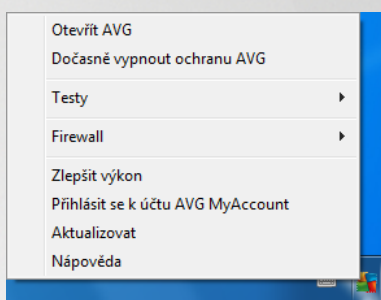 Otevřít AVG
Dočasně vypnout ochranu AVG
Testy
Firewall
Zlepšit výkon
Přihlásit se k účtu AVG MyAccount
Aktualizovat
Nápověda